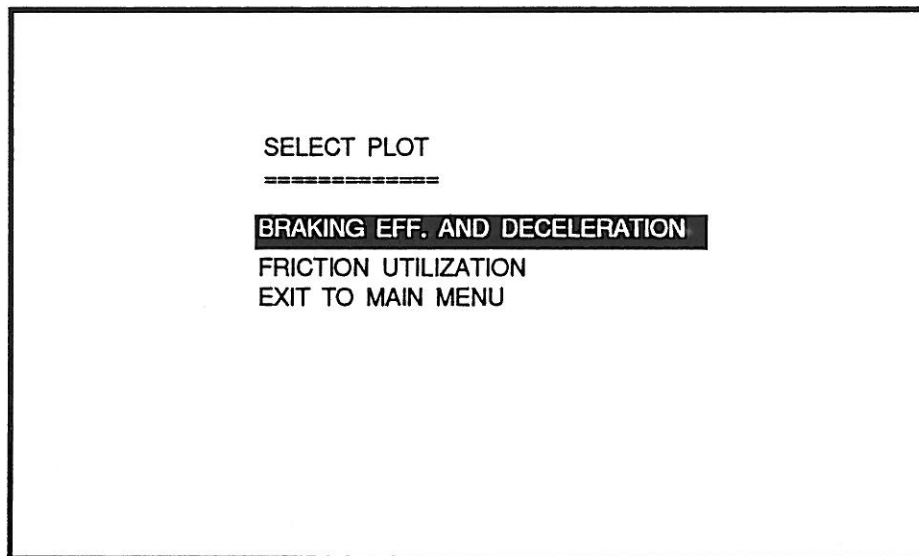 SELECT PLOT
=============
BRAKING EFF. AND DECELERATION
FRICTION UTILIZATION
EXIT TO MAIN MENU